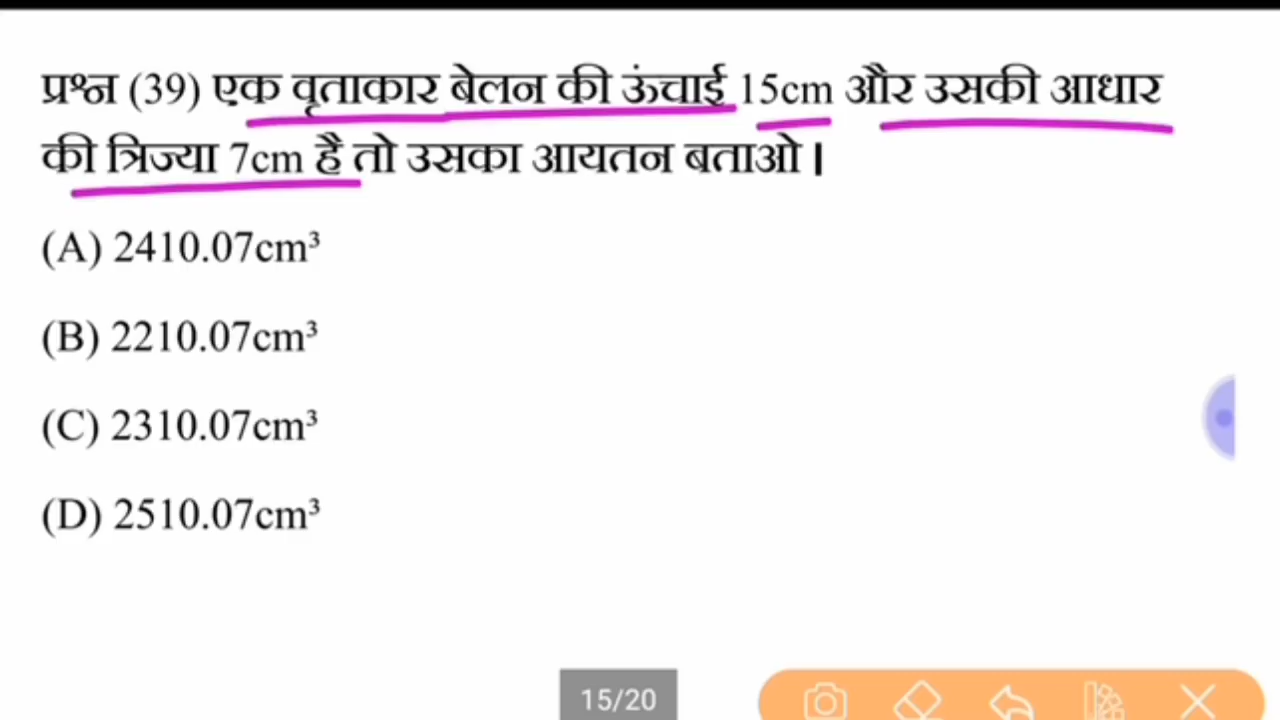 प्रश्न (39) एक वृताकार बेलन की ऊंचाई 15cm और उसकी आधार
की त्रिज्या 7cm है तो उसका आयतन बताओ |
(A) 2410.07cm³
(B) 2210.07cm³
(C) 2310.07cm³
(D) 2510.07cm³
15/20